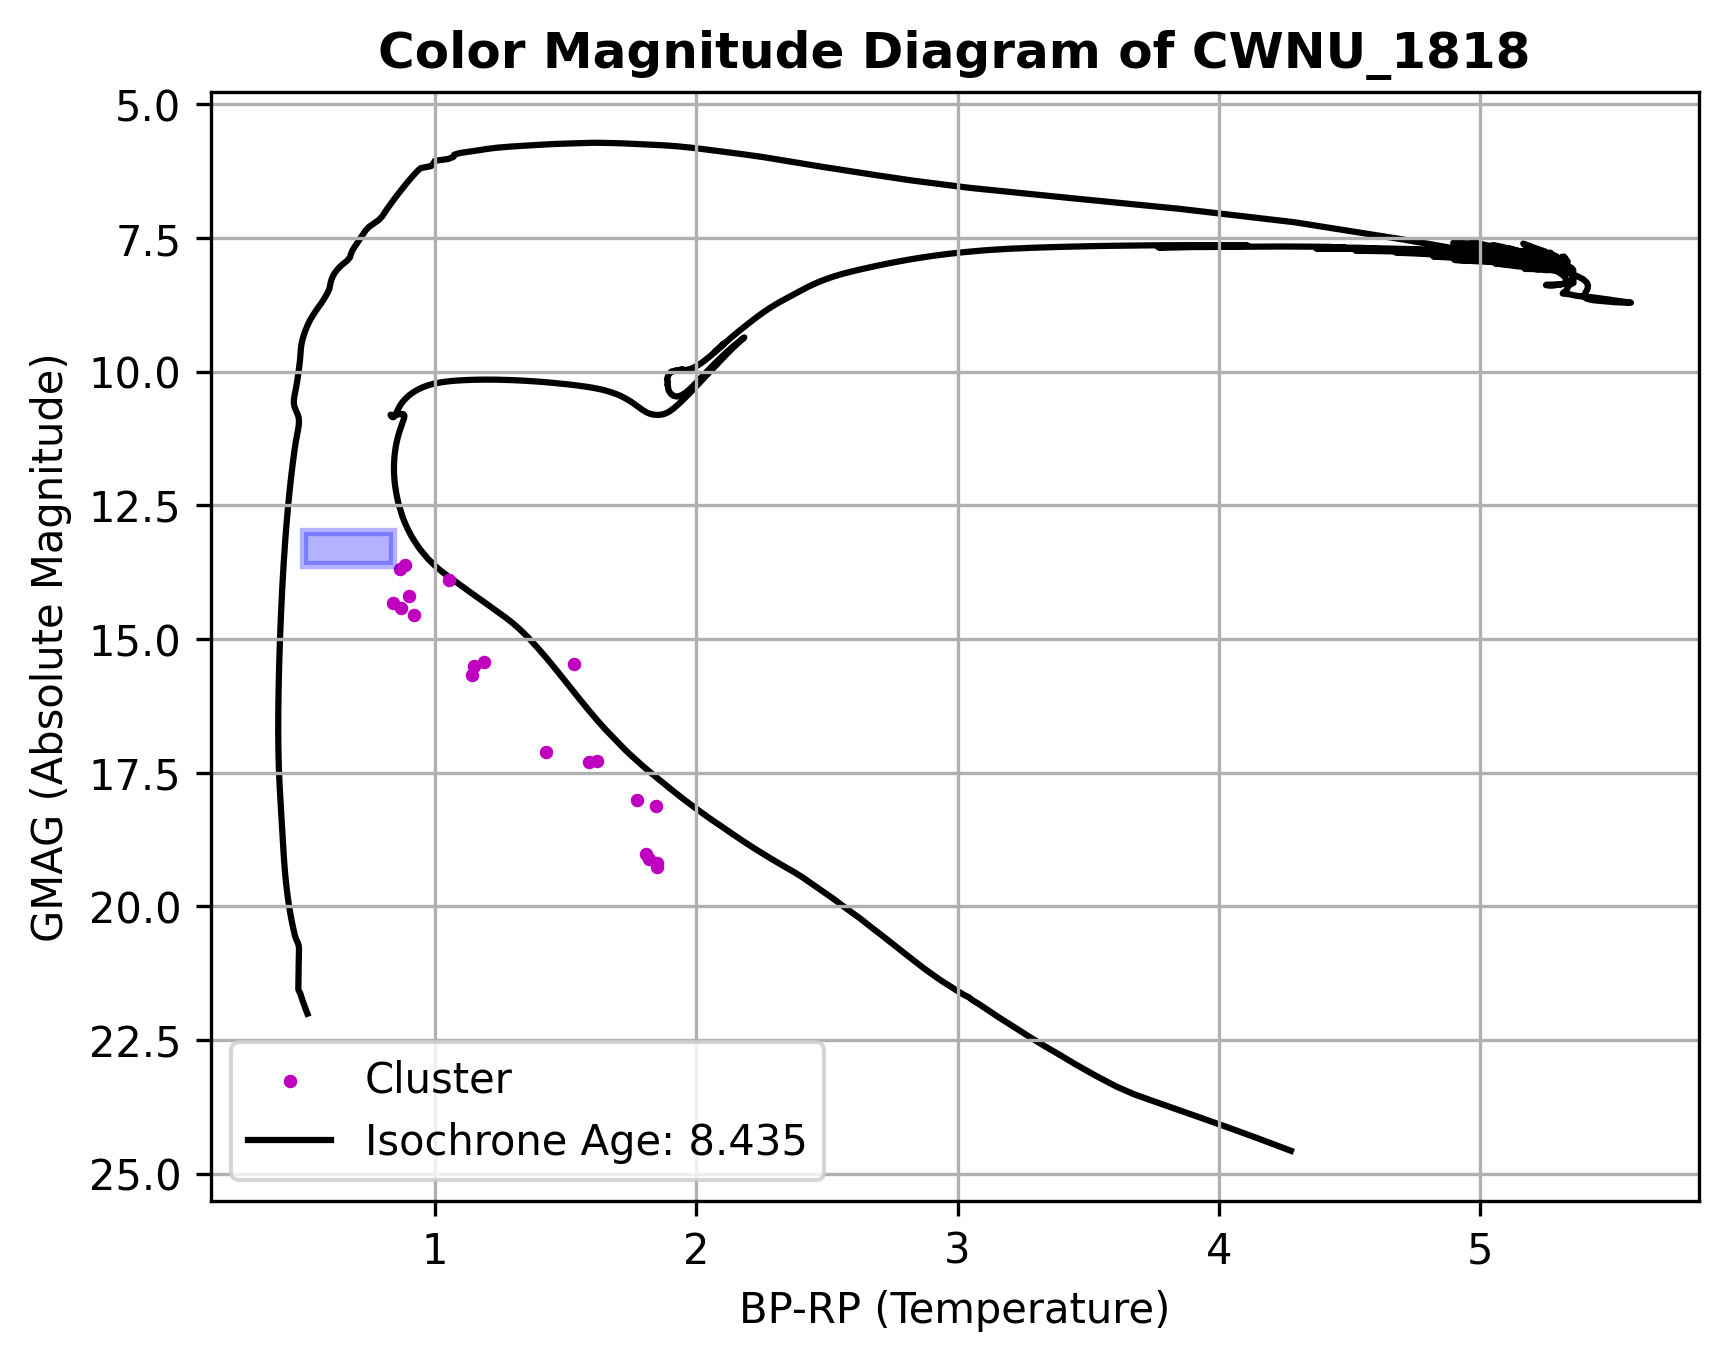 Color Magnitude Diagram of CWNU_1818
GMAG (Absolute Magnitude)
5.0
7.5
10.0
12.5
15.0
17.5
20.0
22.5
25.0
Cluster
Isochrone Age: 8.435
1 2 3 4 5
BP-RP (Temperature)